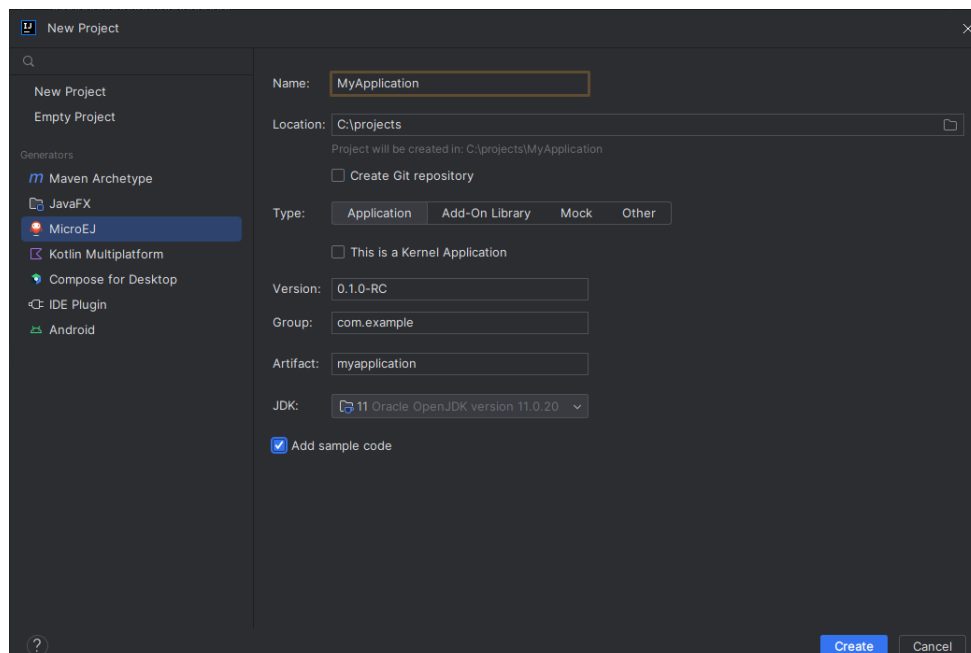 New Project
New Project
Empty Project
Generators
Maven Archetype
JavaFX
MicroEJ
Kotlin Multiplatform
Compose for Desktop
IDE Plugin
Android
Name: MyApplication
Location: C:\projects
Project will be created in: C:\projects\MyApplication
Create Git repository
Type: Application Add-On Library Mock Other
This is a Kernel Application
Version: 0.1.0-RC
Group: com.example
Artifact: myapplication
JDK: 11 Oracle OpenJDK version 11.0.20
Add sample code
? Create Cancel